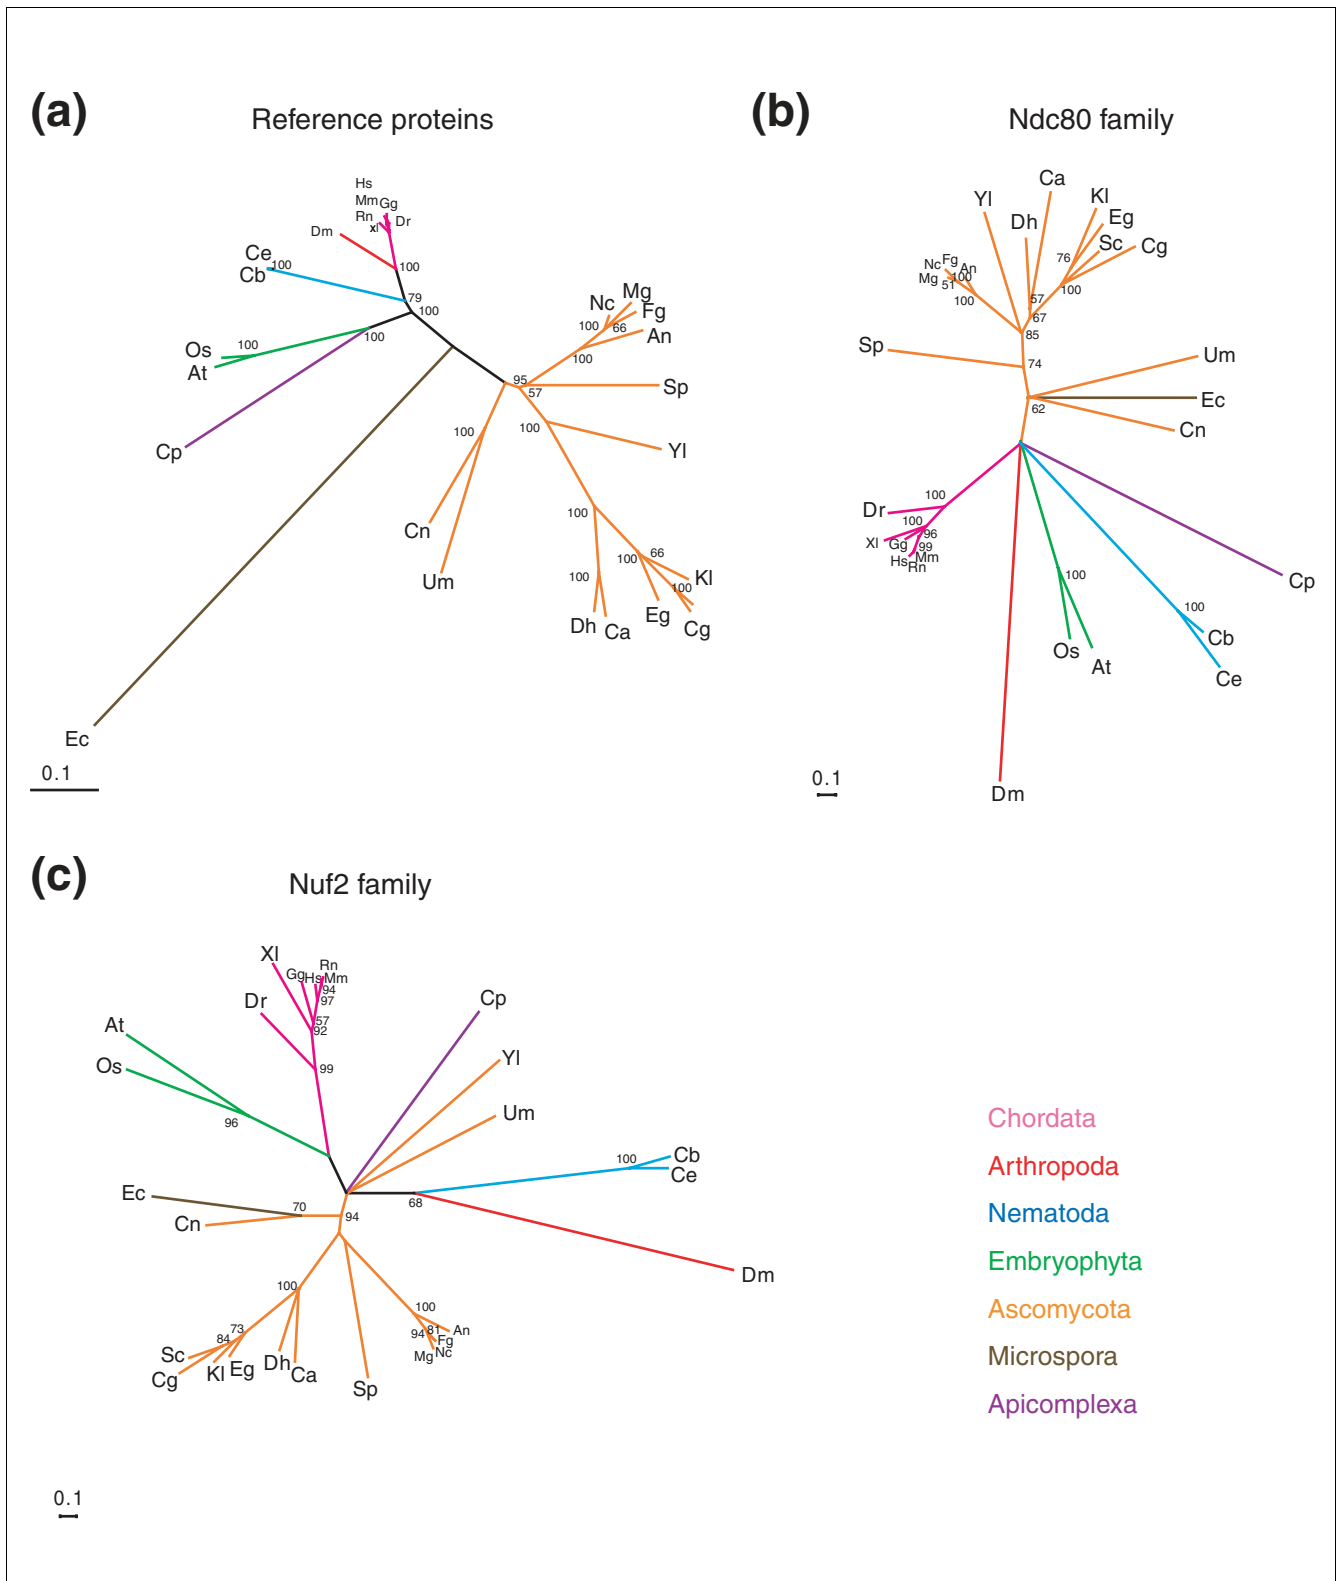 (a)
Reference proteins
Hs
Mm
Gg
Rn
Xl
Dr
Dm
Ce
100
Cb
100
79
100
100
Os
100
At
Cp
Ec
0.1
Nc
Mg
Fg
100
66
An
100
95
Sp
57
100
Yl
100
Cn
Um
100
100
66
Kl
100
100
Dh
Ca
Eg
Cg
(b)
Ndc80 family
Ca
Yl
Kl
Dh
Eg
Sc
Cg
76
Nc
Fg
An
Mg
51
100
100
57
100
67
85
Sp
74
Um
Ec
62
Cn
100
Dr
100
Xl
Gg
96
99
Hs
Rn
Mm
100
Os
At
100
Cb
Ce
Cp
Dm
0.1
(c)
Nuf2 family
Xl
Rn
Gg
Hs
Mm
94
97
Dr
57
92
99
Cp
At
Os
96
Yl
Um
100
Cb
Ce
68
Ec
70
Cn
94
Dm
100
100
73
84
94
81
An
Fg
Mg
Nc
Sc
Cg
Kl
Eg
Dh
Ca
Sp
0.1
Chordata
Arthropoda
Nematoda
Embryophyta
Ascomycota
Microspora
Apicomplexa